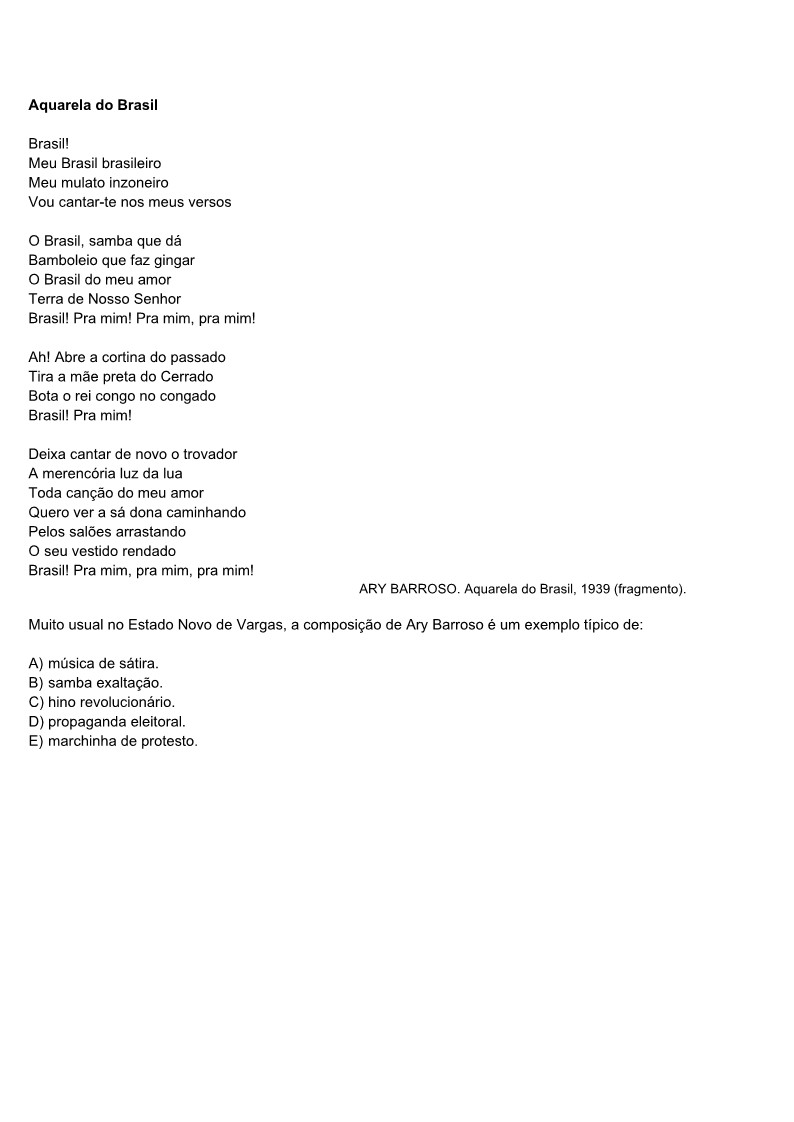 Aquarela do Brasil
Brasil!
Meu Brasil brasileiro
Meu mulato inzoneiro
Vou cantar-te nos meus versos
O Brasil, samba que dá
Bamboleio que faz gingar
O Brasil do meu amor
Terra de Nosso Senhor
Brasil! Pra mim! Pra mim, pra mim!
Ah! Abre a cortina do passado
Tira a mãe preta do Cerrado
Bota o rei congo no congado
Brasil! Pra mim!
Deixa cantar de novo o trovador
A merencória luz da lua
Toda canção do meu amor
Quero ver a sá dona caminhando
Pelos salões arrastando
O seu vestido rendado
Brasil! Pra mim, pra mim, pra mim!
ARY BARROSO. Aquarela do Brasil, 1939 (fragmento).
Muito usual no Estado Novo de Vargas, a composição de Ary Barroso é um exemplo típico de:
A) música de sátira.
B) samba exaltação.
C) hino revolucionário.
D) propaganda eleitoral.
E) marchinha de protesto.